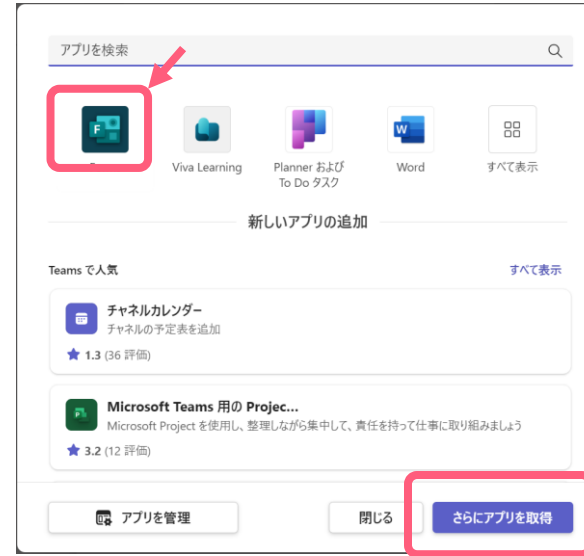 アプリを検索
F
Viva Learning
Planner および
To Do タスク
W
Word
すべて表示
新しいアプリの追加
Teams で人気
すべて表示
チャネルカレンダー
チャネルの予定表を追加
1.3 (36 評価)
Microsoft Teams 用の Projec...
Microsoft Project を使用し、整理しながら集中して、責任を持って仕事に取り組みましょう
3.2 (12 評価)
アプリを管理
閉じる
さらにアプリを取得